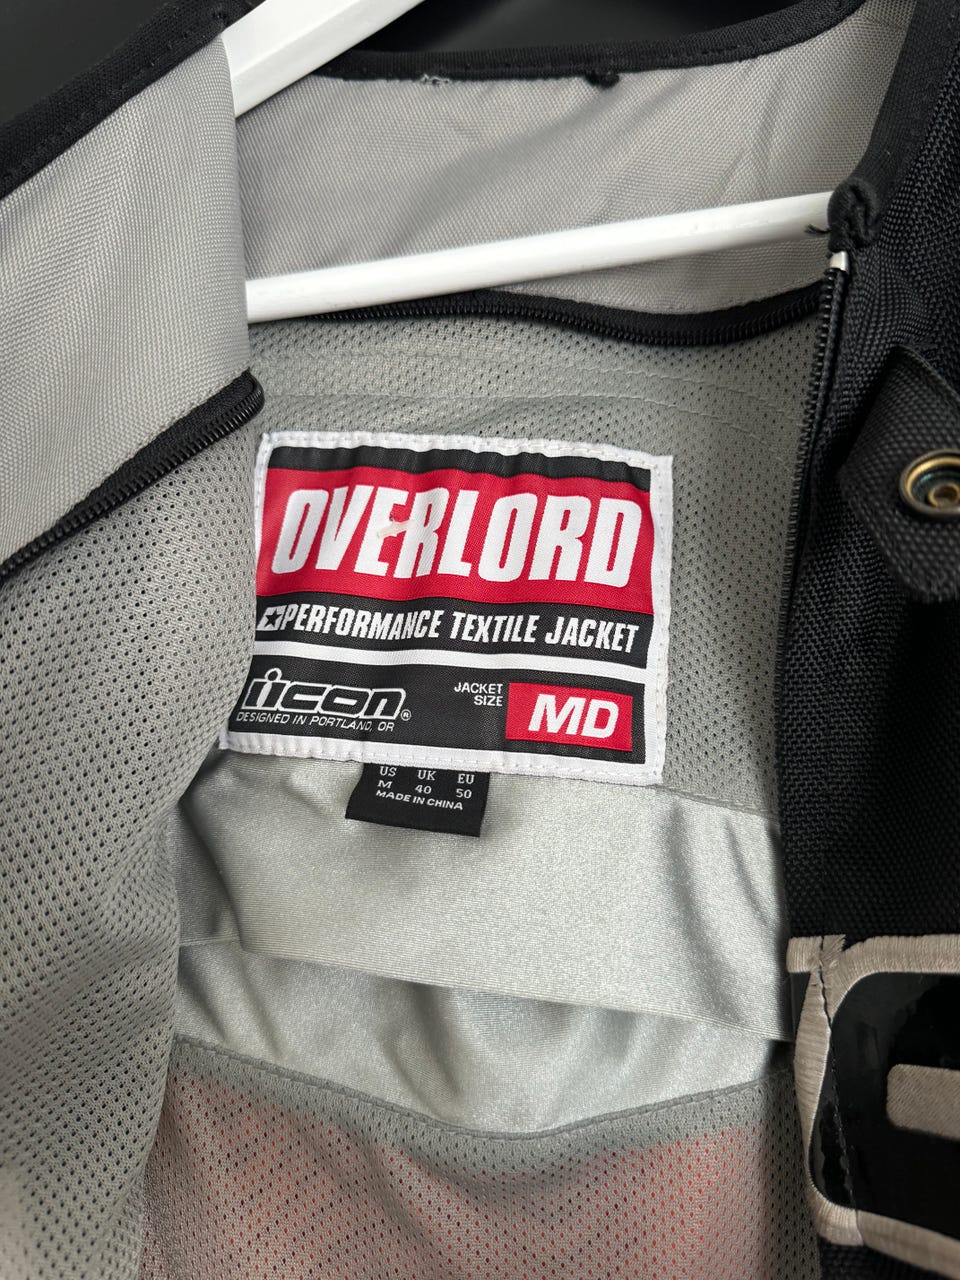 OVERLORD
PERFORMANCE TEXTILE JACKET
icon®
DESIGNED IN PORTLAND, OR
JACKET
SIZE
MD
US UK EU
M 40 50
MADE IN CHINA